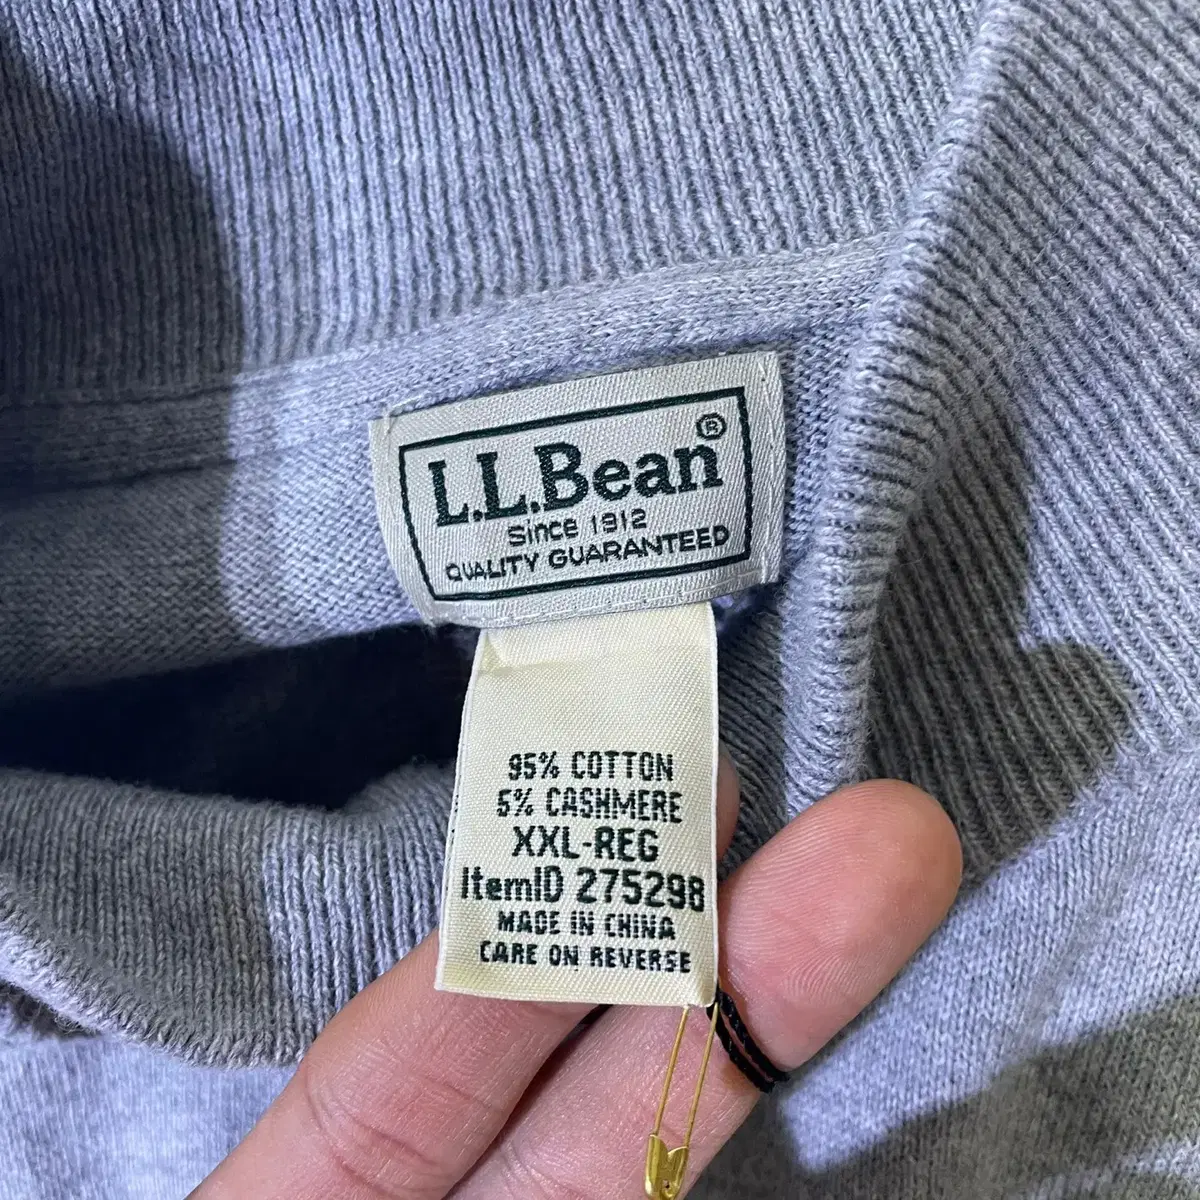 L.L.Bean®
Since 1912
QUALITY GUARANTEED
95% COTTON
5% CASHMERE
XXL-REG
ItemID 275298
MADE IN CHINA
CARE ON REVERSE